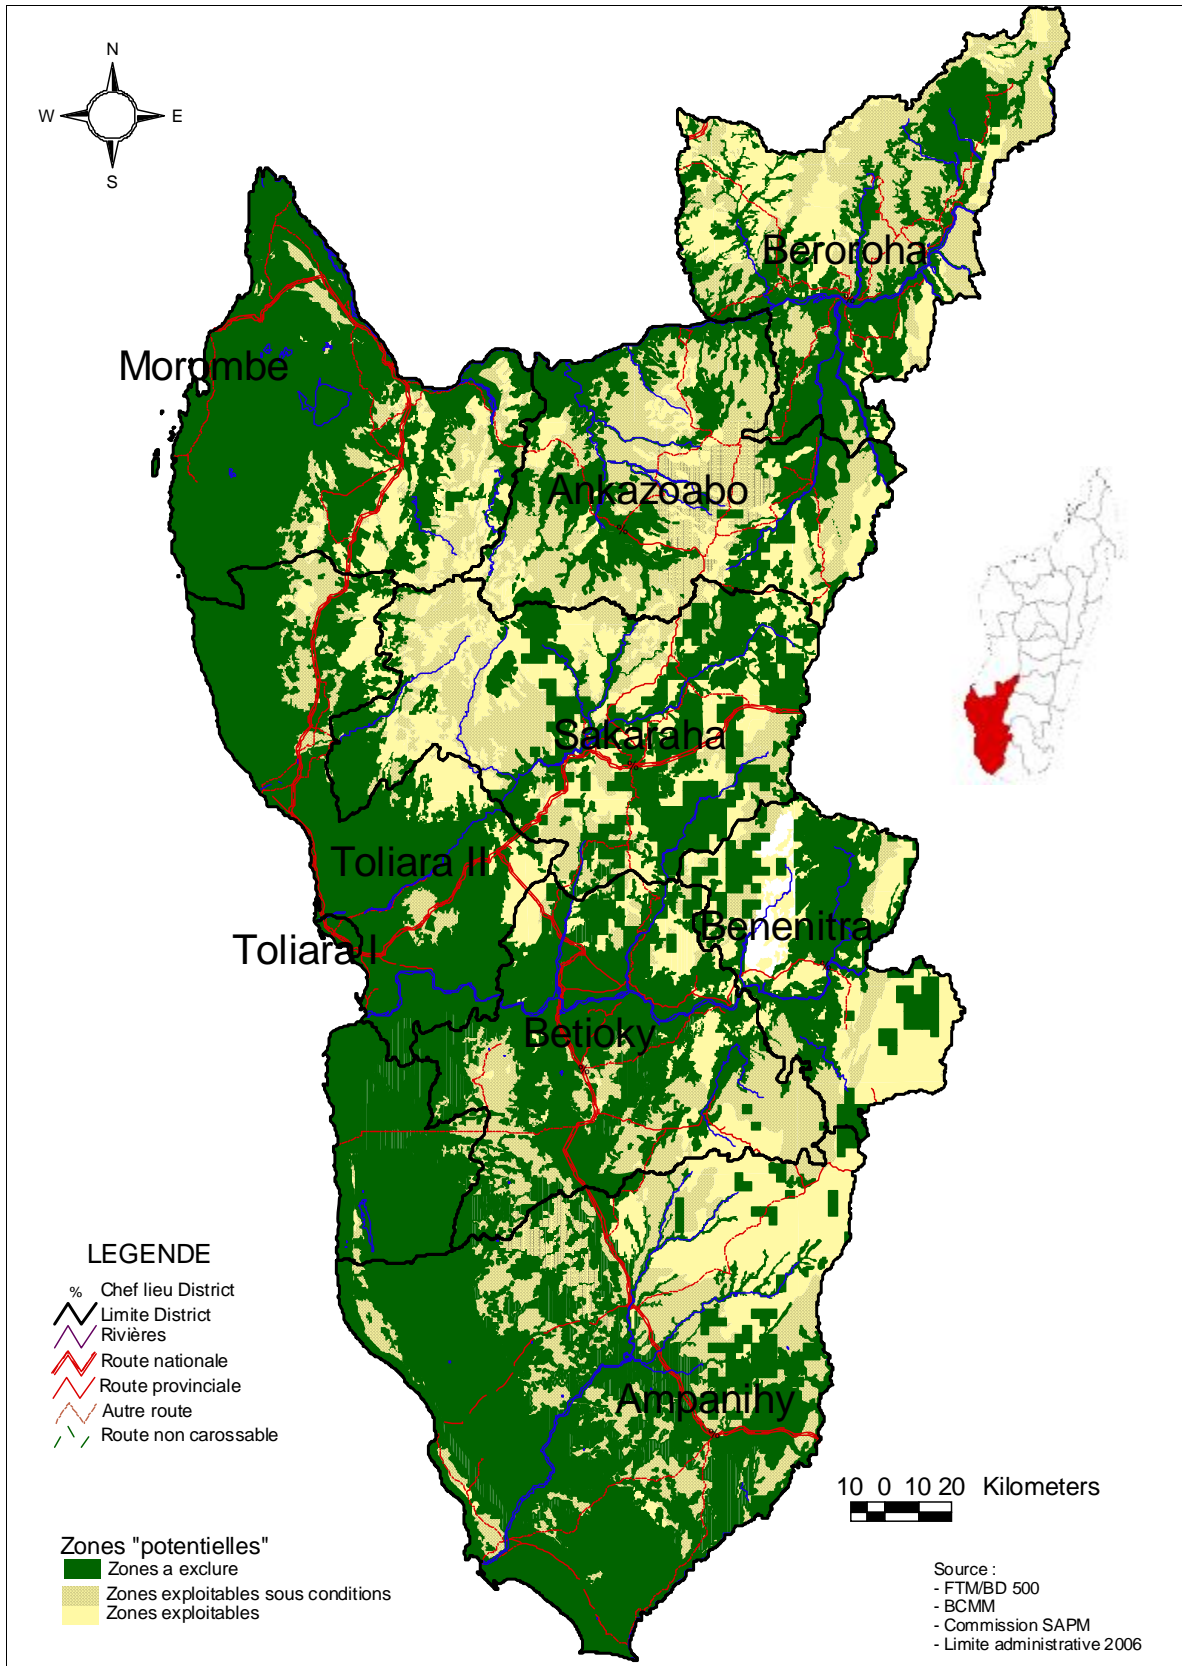 N
W E
S
Beroroha
Morombe
Ankazoabo
Sakaraha
Toliara II
Benenitra
Toliara I
Betioky
Ampanihy
LEGENDE
% Chef lieu District
Limite District
Rivières
Route nationale
Route provinciale
Autre route
Route non carossable
10 0 10 20 Kilometers
Zones "potentielles"
Zones a exclure
Zones exploitables sous conditions
Zones exploitables
Source :
- FTM/BD 500
- BCMM
- Commission SAPM
- Limite administrative 2006